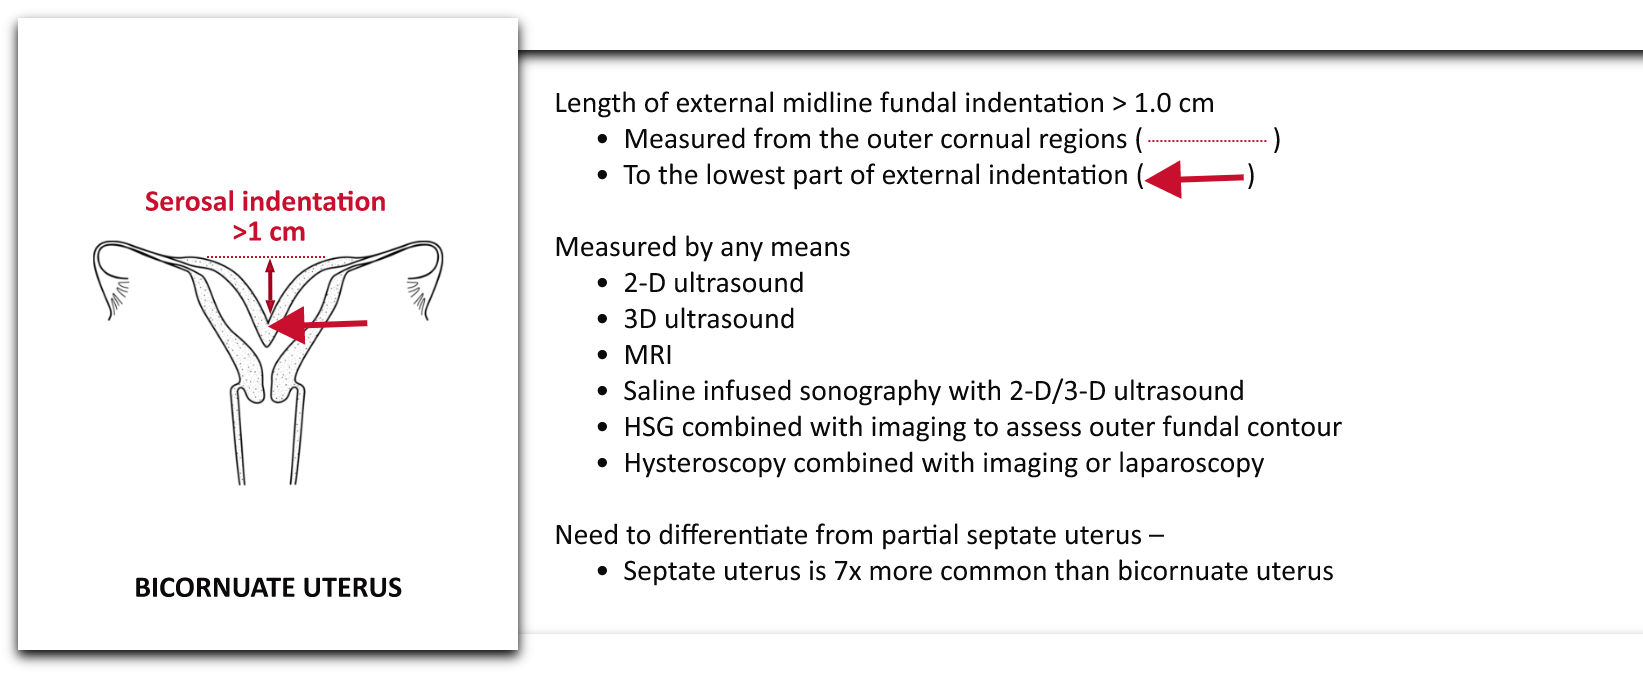 Serosal indentation
>1 cm
BICORNUATE UTERUS
Length of external midline fundal indentation > 1.0 cm
• Measured from the outer cornual regions ( )
• To the lowest part of external indentation ( )
Measured by any means
• 2-D ultrasound
• 3D ultrasound
• MRI
• Saline infused sonography with 2-D/3-D ultrasound
• HSG combined with imaging to assess outer fundal contour
• Hysteroscopy combined with imaging or laparoscopy
Need to differentiate from partial septate uterus –
• Septate uterus is 7x more common than bicornuate uterus